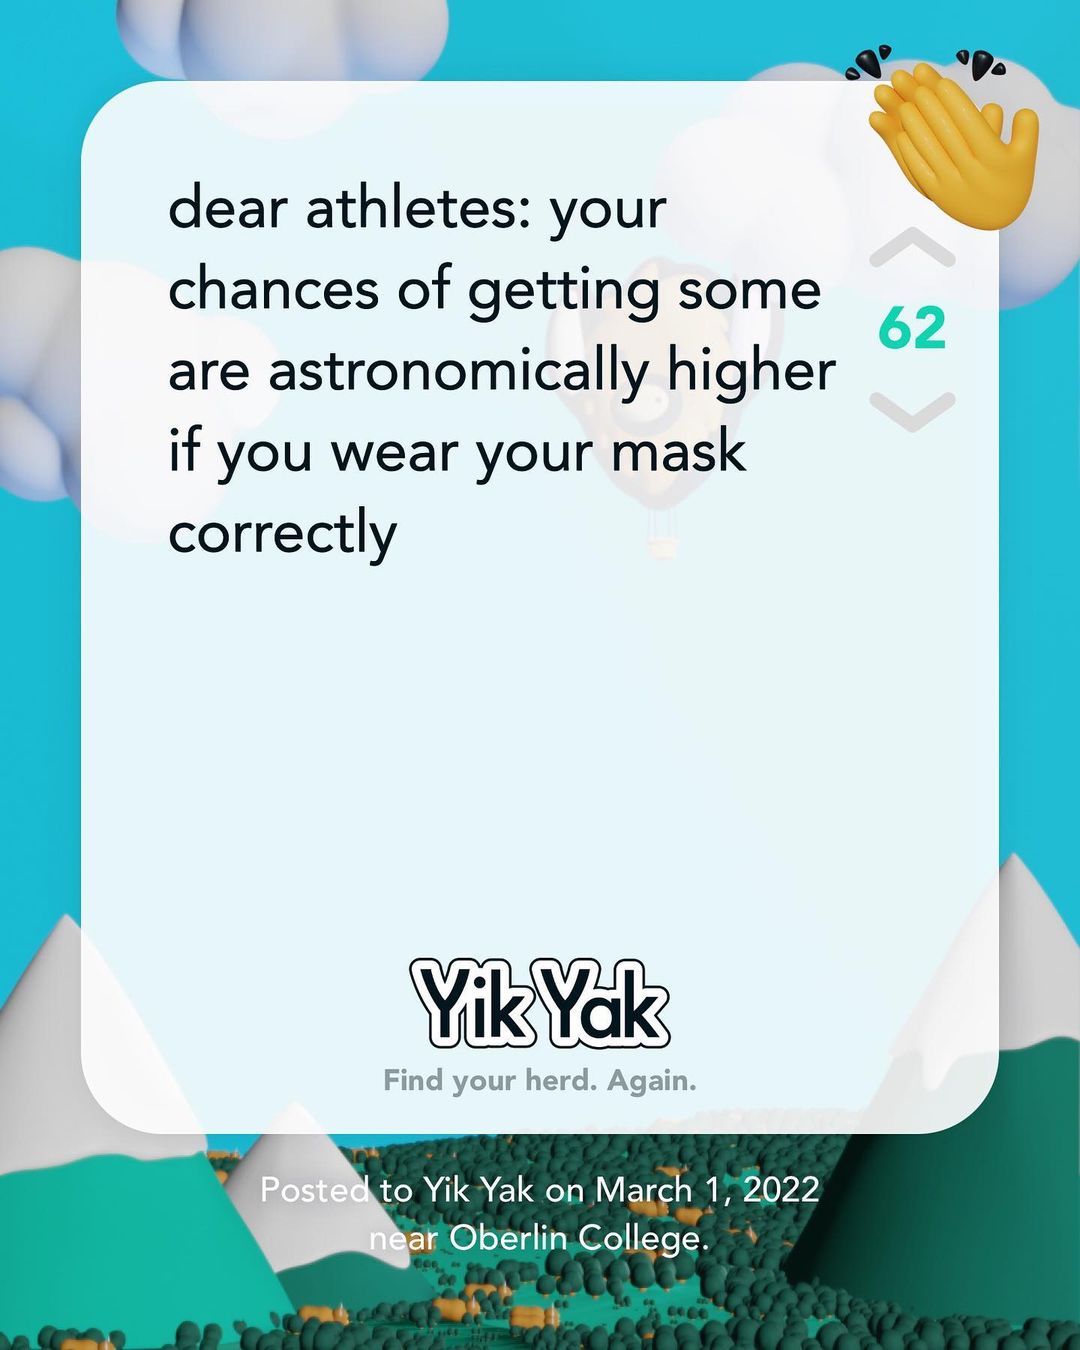 dear athletes: your
chances of getting some
are astronomically higher
if you wear your mask
correctly
62
Yik Yak
Find your herd. Again.
Posted to Yik Yak on March 1, 2022
near Oberlin College.